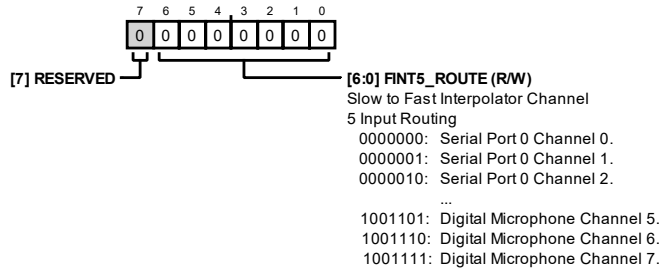 7 6 5 4 3 2 1 0
0 0 0 0 0 0 0 0
[7] RESERVED
[6:0] FINT5_ROUTE (R/W)
Slow to Fast Interpolator Channel
5 Input Routing
0000000: Serial Port 0 Channel 0.
0000001: Serial Port 0 Channel 1.
0000010: Serial Port 0 Channel 2.
...
1001101: Digital Microphone Channel 5.
1001110: Digital Microphone Channel 6.
1001111: Digital Microphone Channel 7.